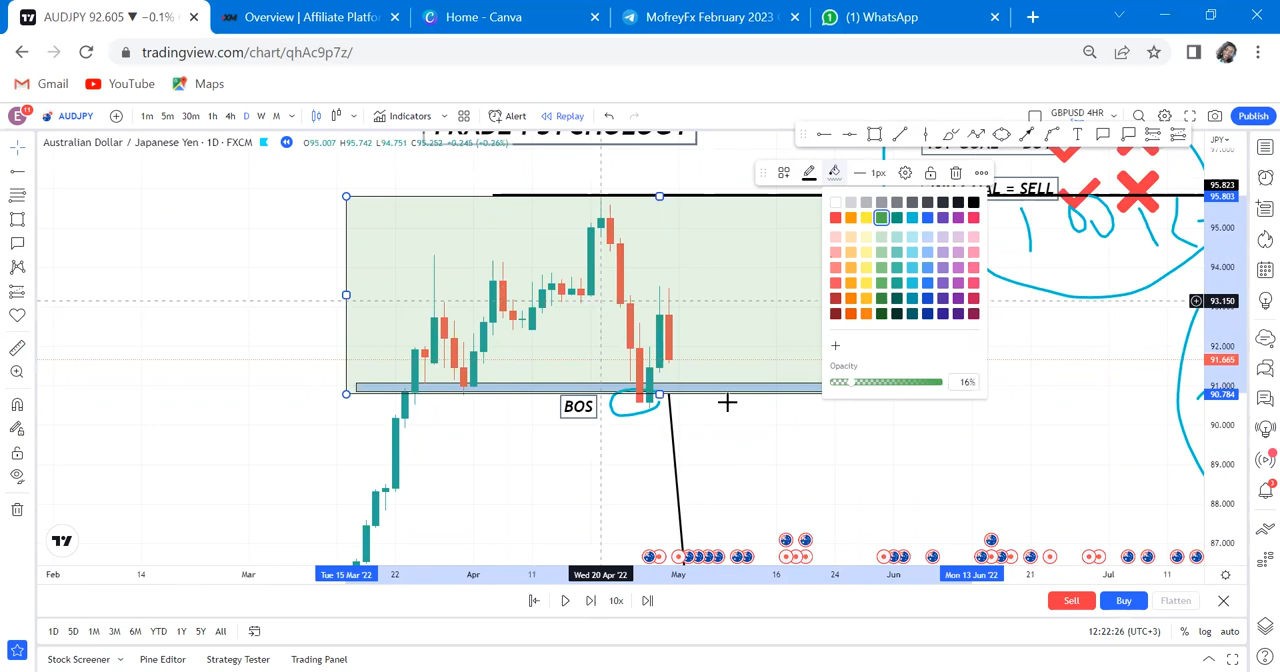 AUDJPY 92.605 ▼ −0.1%
Overview | Affiliate Platfo
Home - Canva
MofreyFx February 2023
(1) WhatsApp
tradingview.com/chart/qhAc9p7z/
Gmail YouTube Maps
E 11 AUDJPY 1m 5m 30m 1h 4h D W M Indicators Alert Replay GBPUSD 4HR Publish
TRADE PSYCHOLOGY
Australian Dollar / Japanese Yen · 1D · FXCM O95.007 H95.742 L94.751 C95.252 +0.245 (+0.26%)
JPY
1px
= SELL
95.823
95.803
95.000
94.000
93.150
92.000
91.665
91.000
90.784
90.000
89.000
88.000
87.000
Opacity
16%
BOS
Feb 14 Mar Tue 15 Mar '22 22 Apr 11 Wed 20 Apr '22 May 16 24 Jun Mon 13 Jun '22 21 Jul 11
10x
Sell Buy Flatten
1D 5D 1M 3M 6M YTD 1Y 5Y All
12:22:26 (UTC+3) % log auto
Stock Screener Pine Editor Strategy Tester Trading Panel